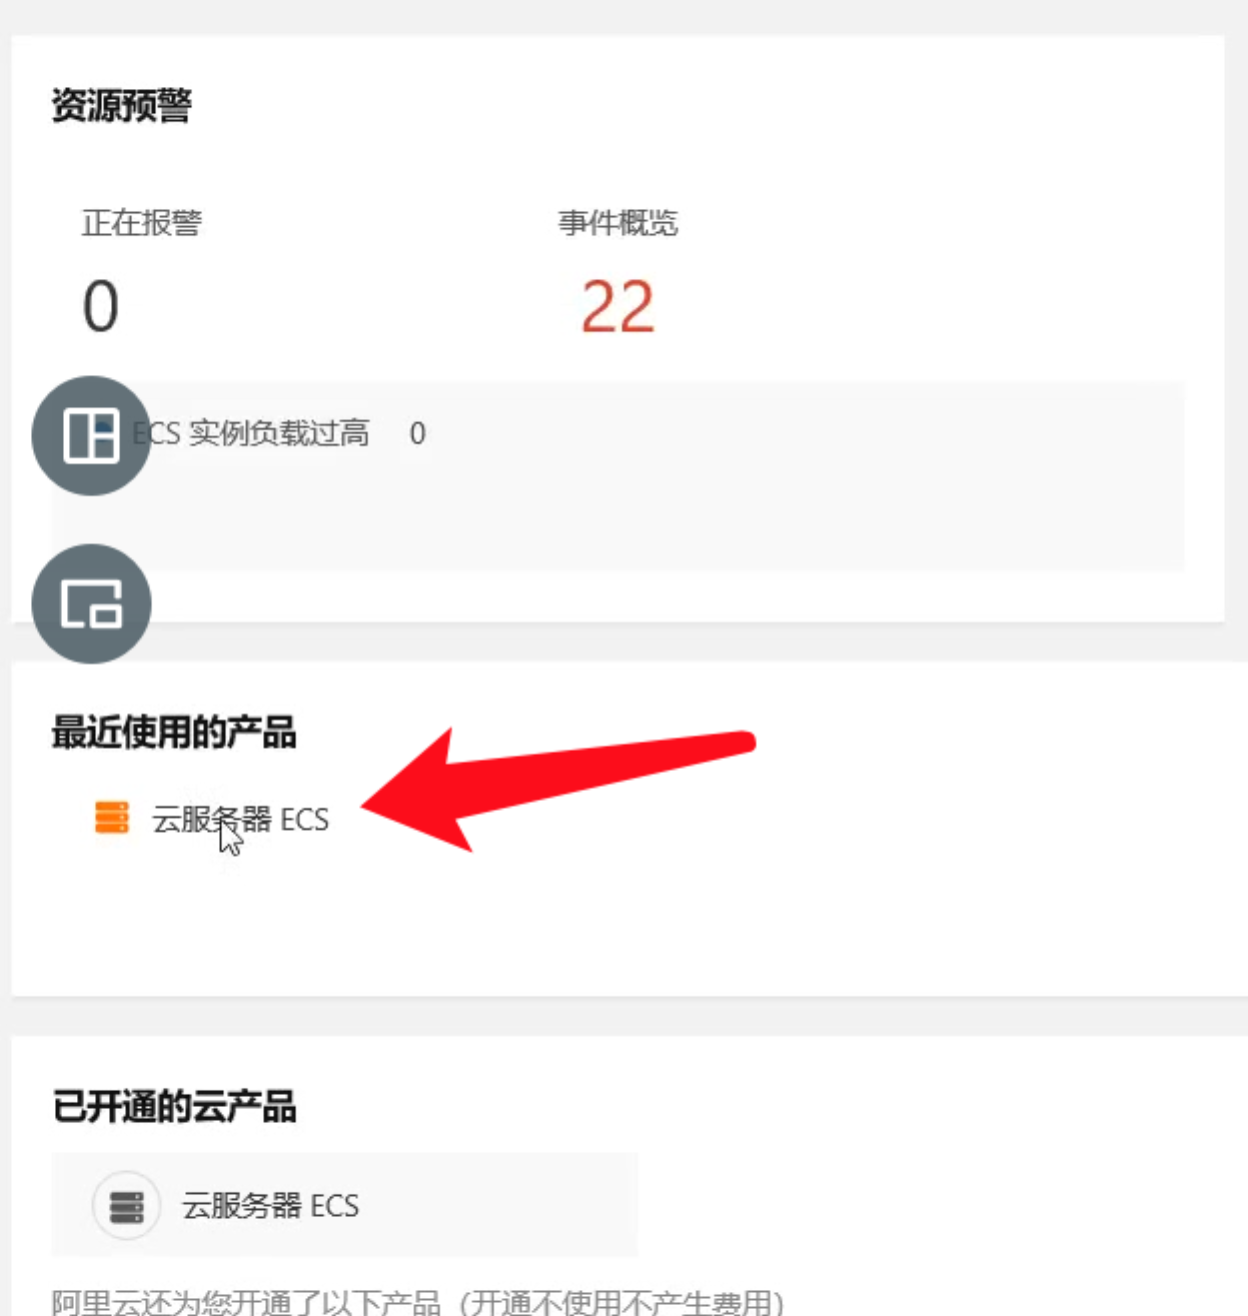 资源预警
正在报警
事件概览
0
22
ECS 实例负载过高 0
最近使用的产品
云服务器 ECS
已开通的云产品
云服务器 ECS
阿里云还为您开通了以下产品（开通不使用不产生费用）